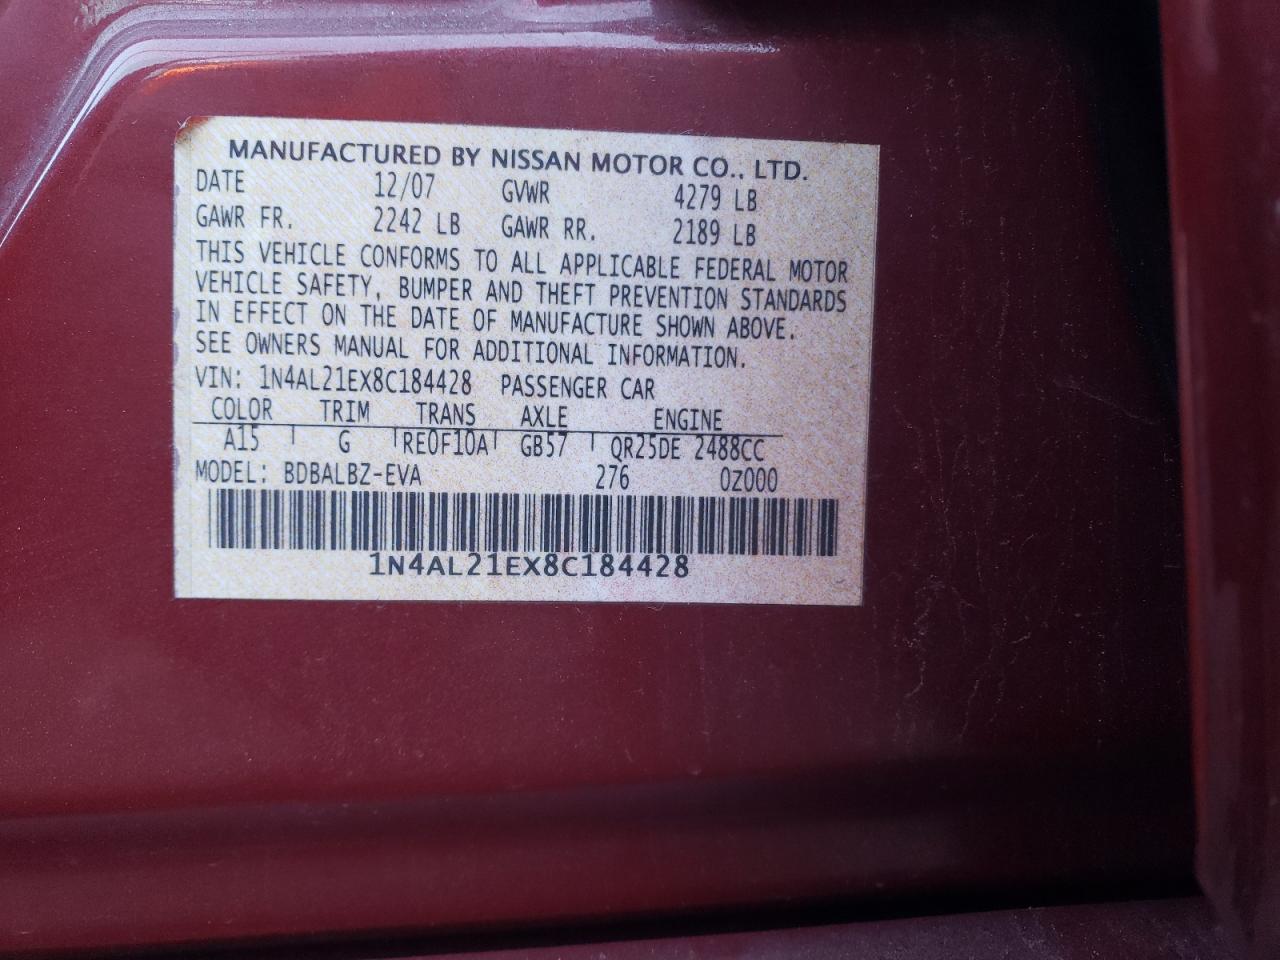 MANUFACTURED BY NISSAN MOTOR CO., LTD.
DATE 12/07 GVWR 4279 LB
GAWR FR. 2242 LB GAWR RR. 2189 LB
THIS VEHICLE CONFORMS TO ALL APPLICABLE FEDERAL MOTOR
VEHICLE SAFETY, BUMPER AND THEFT PREVENTION STANDARDS
IN EFFECT ON THE DATE OF MANUFACTURE SHOWN ABOVE.
SEE OWNERS MANUAL FOR ADDITIONAL INFORMATION.
VIN: 1N4AL21EX8C184428 PASSENGER CAR
COLOR TRIM TRANS AXLE ENGINE
A15 G RE0F10A GB57 QR25DE 2488CC
MODEL: BDBALBZ-EVA 276 0Z000
1N4AL21EX8C184428